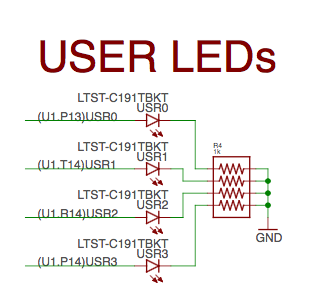 USER LEDs
LTST-C191TBKT
USR0
(U1.P13)USR0
R4
1k
LTST-C191TBKT
USR1
(U1.T14)USR1
LTST-C191TBKT
USR2
(U1.R14)USR2
GND
LTST-C191TBKT
USR3
(U1.P14)USR3